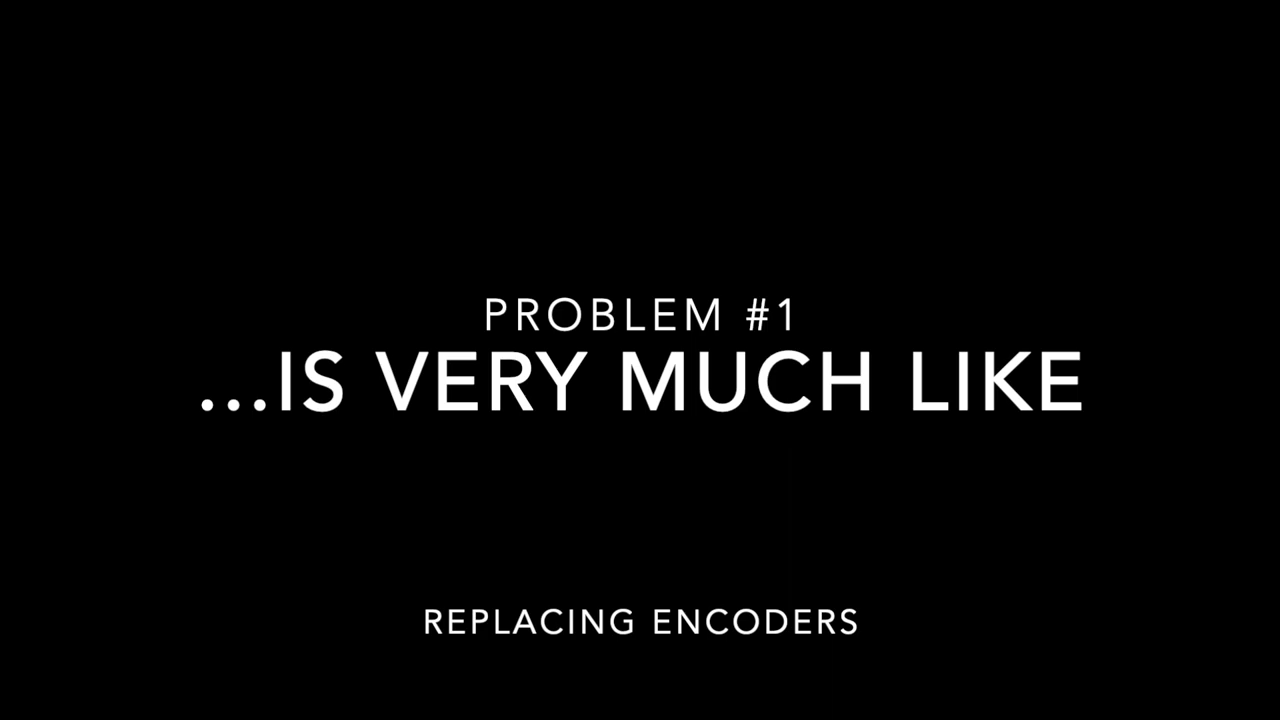 PROBLEM #1
...IS VERY MUCH LIKE
REPLACING ENCODERS